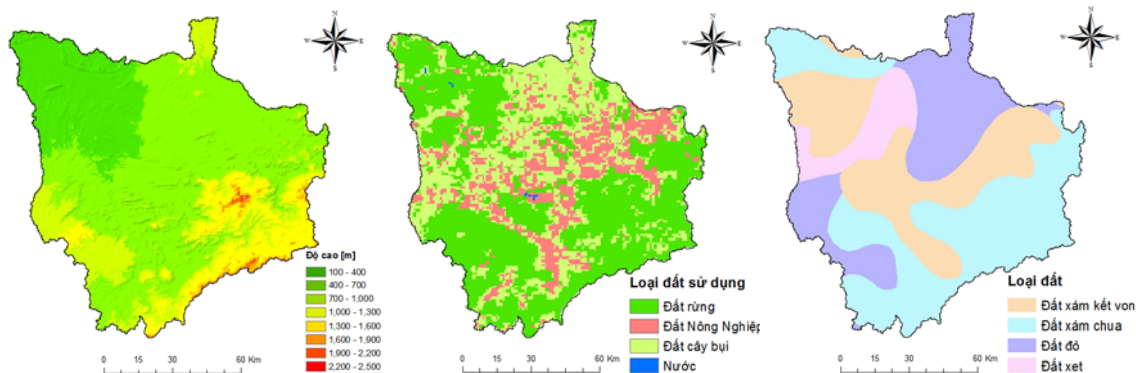 N
W
E
S
Độ cao [m]
100 - 400
400 - 700
700 - 1,000
1,000 - 1,300
1,300 - 1,600
1,600 - 1,900
1,900 - 2,200
2,200 - 2,500
0 15 30 60 Km
N
W
E
S
Loại đất sử dụng
Đất rừng
Đất Nông Nghiệp
Đất cây bụi
Nước
0 15 30 60 Km
N
W
E
S
Loại đất
Đất xám kết von
Đất xám chua
Đất đỏ
Đất xet
0 15 30 60 Km